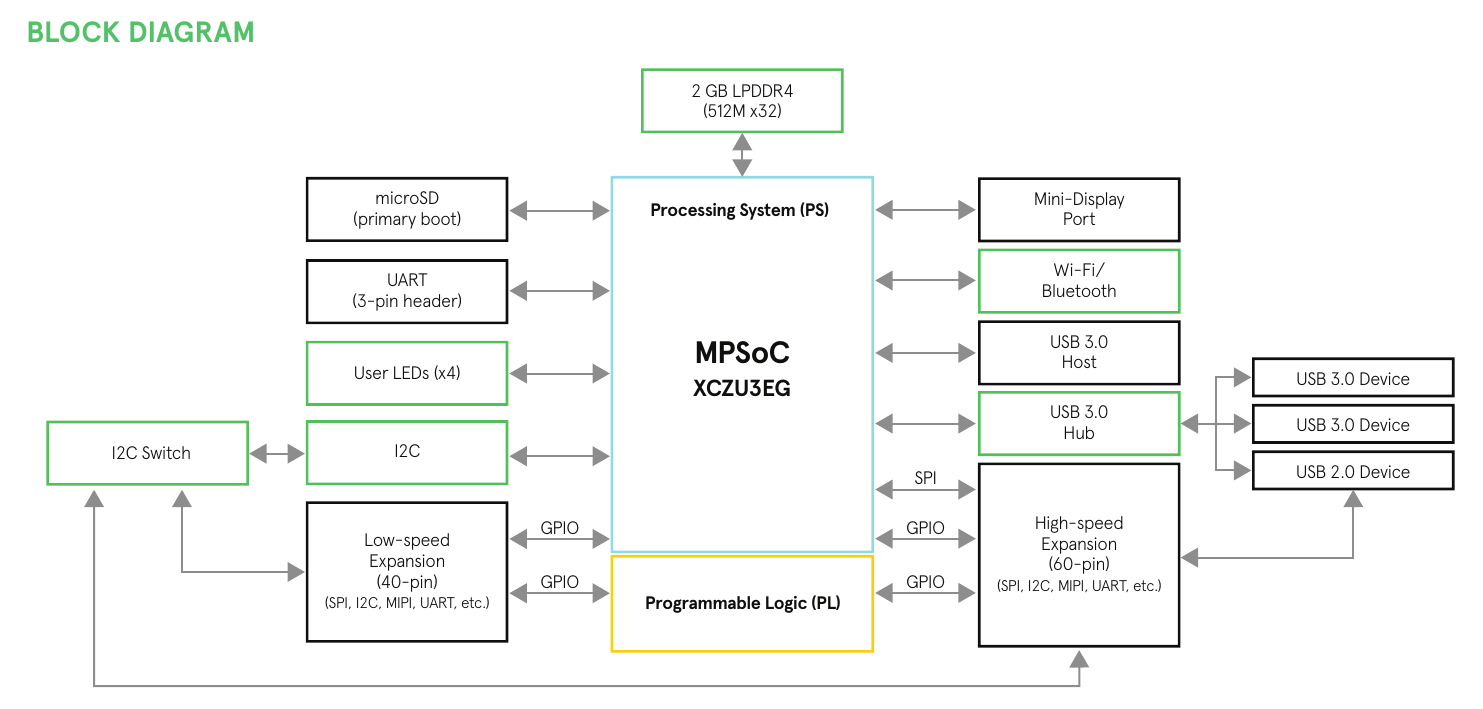 BLOCK DIAGRAM
2 GB LPDDR4
(512M x32)
microSD
(primary boot)
UART
(3-pin header)
User LEDs (x4)
I2C Switch
I2C
Low-speed
Expansion
(40-pin)
(SPI, I2C, MIPI, UART, etc.)
GPIO
GPIO
Processing System (PS)
MPSoC
XCZU3EG
Programmable Logic (PL)
SPI
GPIO
GPIO
Mini-Display
Port
Wi-Fi/
Bluetooth
USB 3.0
Host
USB 3.0
Hub
High-speed
Expansion
(60-pin)
(SPI, I2C, MIPI, UART, etc.)
USB 3.0 Device
USB 3.0 Device
USB 2.0 Device